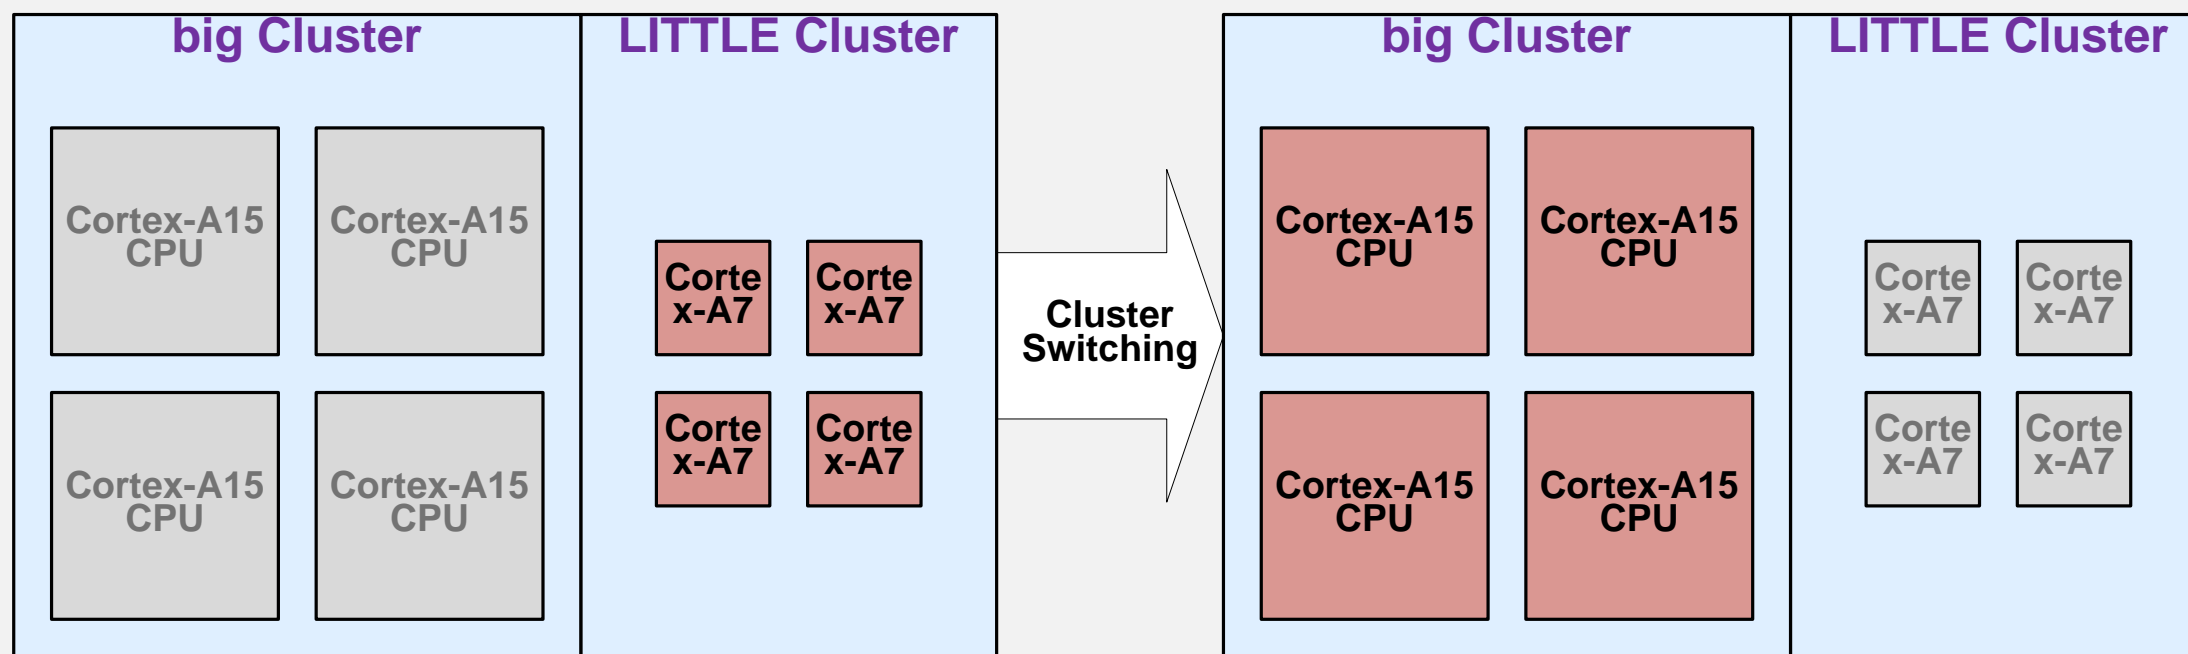 big Cluster
LITTLE Cluster
Cortex-A15
CPU
Cortex-A15
CPU
Cortex-A15
CPU
Cortex-A15
CPU
Corte
x-A7
Corte
x-A7
Corte
x-A7
Corte
x-A7
Cluster
Switching
big Cluster
LITTLE Cluster
Cortex-A15
CPU
Cortex-A15
CPU
Cortex-A15
CPU
Cortex-A15
CPU
Corte
x-A7
Corte
x-A7
Corte
x-A7
Corte
x-A7